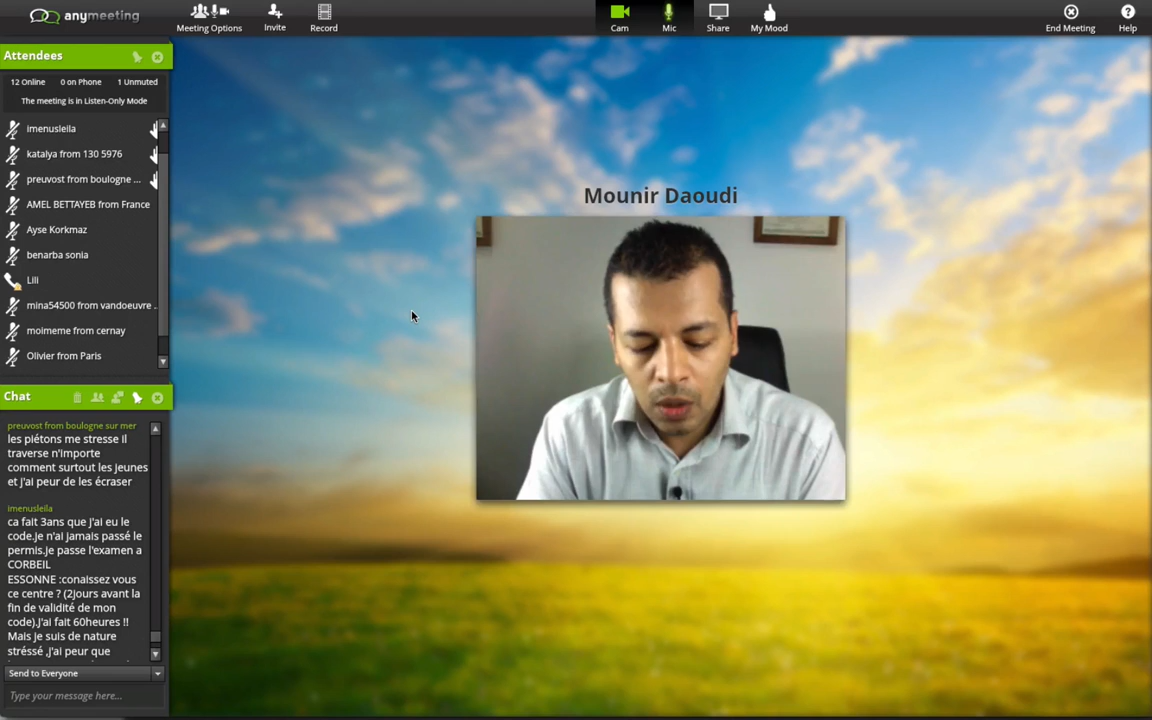 anymeeting
Meeting Options
Invite
Record
Cam
Mic
Share
My Mood
End Meeting
Help
Attendees
12 Online 0 on Phone 1 Unmuted
The meeting is in Listen-Only Mode
imenusleila
katalya from 130 5976
preuvost from boulogne ...
AMEL BETTAYEB from France
Ayse Korkmaz
benarba sonia
Lili
mina54500 from vandoeuvre .
moimeme from cernay
Olivier from Paris
Mounir Daoudi
Chat
preuvost from boulogne sur mer
les piétons me stresse il
traverse n'importe
comment surtout les jeunes
et j'ai peur de les écraser
imenusleila
ca fait 3ans que j'ai eu le
code.je n'ai jamais passé le
permis.je passe l'examen a
CORBEIL
ESSONNE :conaissez vous
ce centre ? (2jours avant la
fin de validité de mon
code).J'ai fait 60heures !!
Mais je suis de nature
stréssé ,j'ai peur que
Send to Everyone
Type your message here...